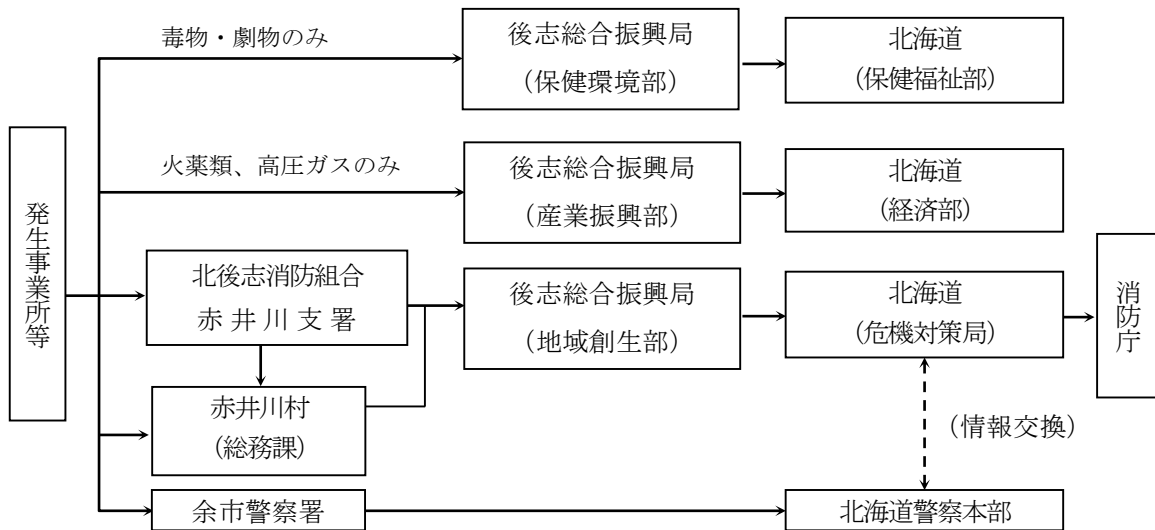 毒物・劇物のみ
後志総合振興局
(保健環境部)
北海道
(保健福祉部)
火薬類、高圧ガスのみ
後志総合振興局
(産業振興部)
北海道
(経済部)
発生事業所等
北後志消防組合
赤井川支署
後志総合振興局
(地域創生部)
北海道
(危機対策局)
消防庁
赤井川村
(総務課)
(情報交換)
余市警察署
北海道警察本部